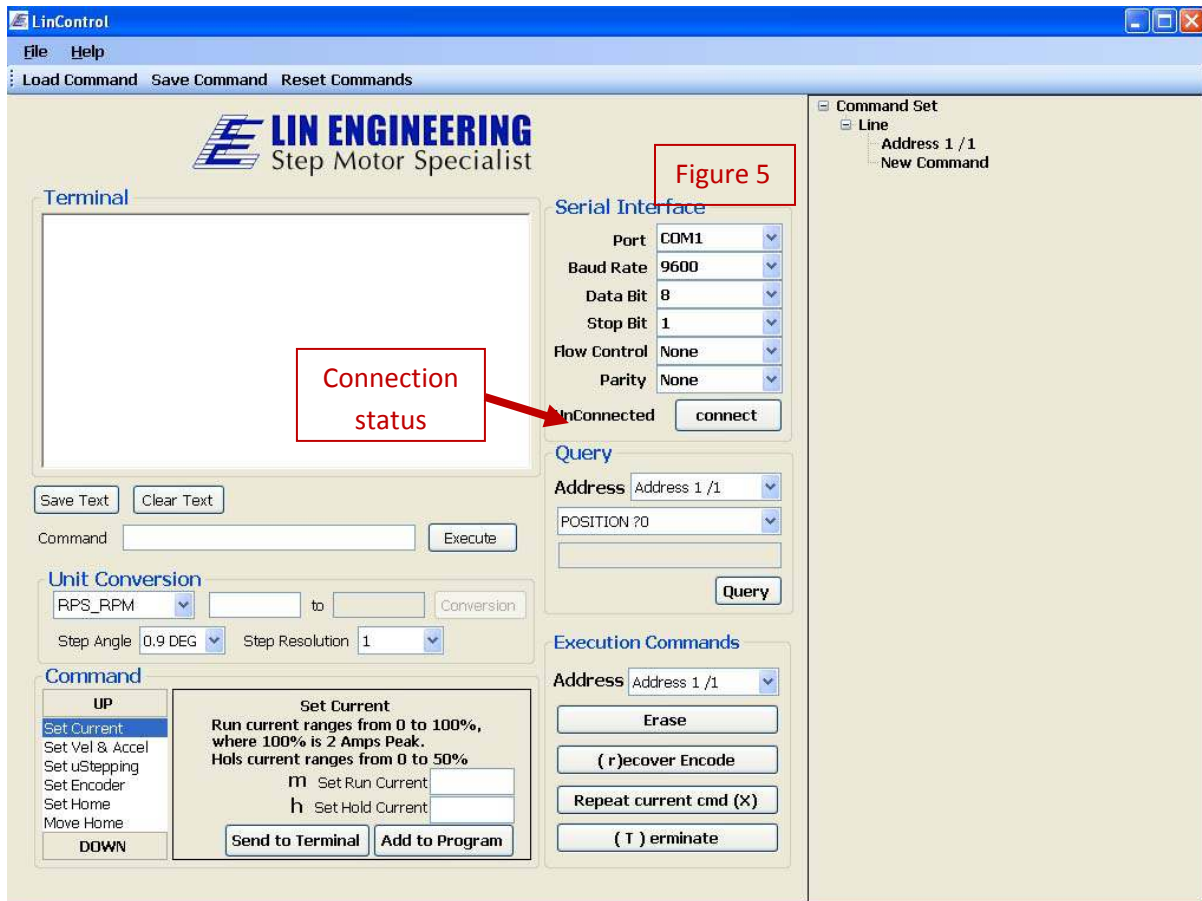 LinControl
File Help
Load Command Save Command Reset Commands
LIN ENGINEERING
Step Motor Specialist
Figure 5
Terminal
Connection
status
Save Text Clear Text
Command Execute
Unit Conversion
RPS_RPM to Conversion
Step Angle 0.9 DEG Step Resolution 1
Command
UP
Set Current
Set Vel & Accel
Set uStepping
Set Encoder
Set Home
Move Home
DOWN
Set Current
Run current ranges from 0 to 100%,
where 100% is 2 Amps Peak.
Hols current ranges from 0 to 50%
m Set Run Current
h Set Hold Current
Send to Terminal Add to Program
Serial Interface
Port COM1
Baud Rate 9600
Data Bit 8
Stop Bit 1
Flow Control None
Parity None
UnConnected connect
Query
Address Address 1 /1
POSITION ?0
Query
Execution Commands
Address Address 1 /1
Erase
( r)ecover Encode
Repeat current cmd (X)
( T ) erminate
Command Set
Line
Address 1 /1
New Command